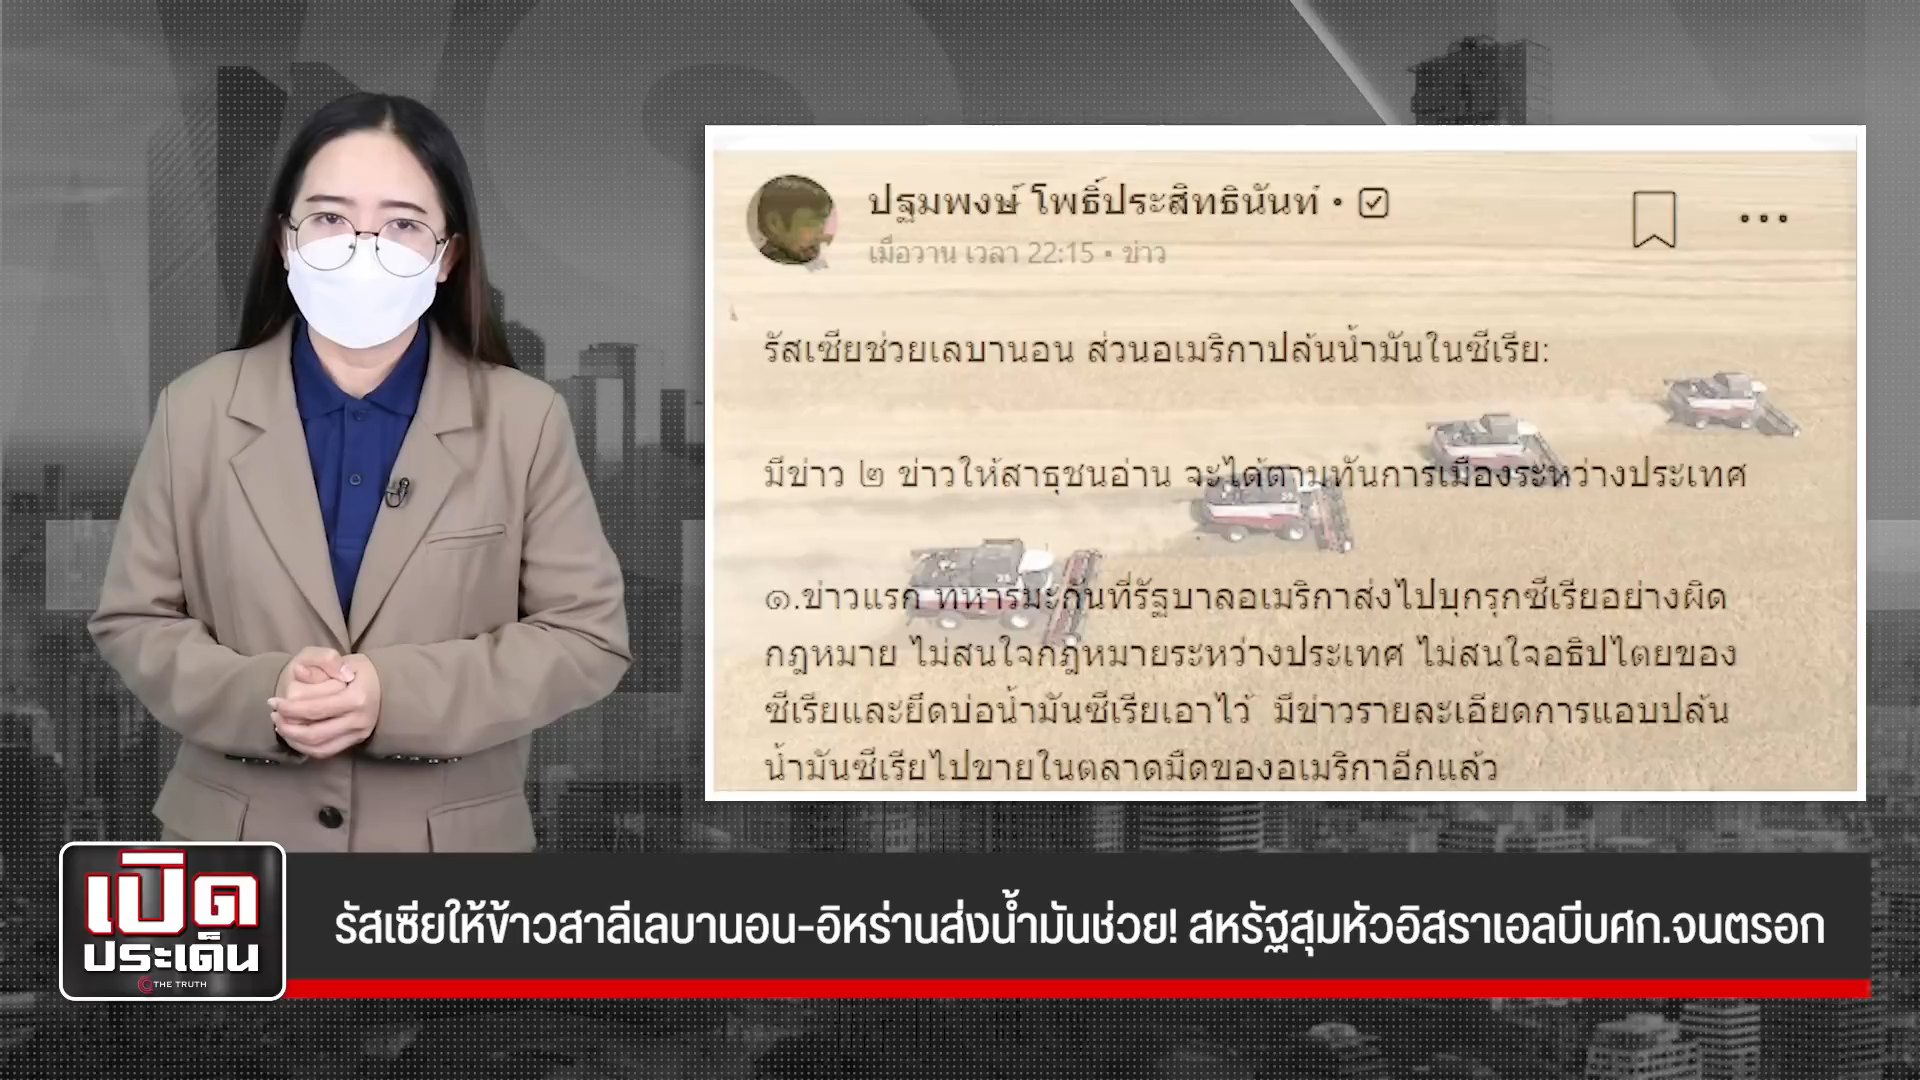 ปฐมพงษ์ โพธิ์ประสิทธินันท์ •
เมื่อวาน เวลา 22:15 • ข่าว
รัสเซียช่วยเลบานอน ส่วนอเมริกาปล้นน้ำมันในซีเรีย:
มีข่าว ๒ ข่าวให้สาธุชนอ่าน จะได้ตามทันการเมืองระหว่างประเทศ
๑.ข่าวแรก ทหารมะกันที่รัฐบาลอเมริกาส่งไปบุกรุกซีเรียอย่างผิด
กฎหมาย ไม่สนใจกฎหมายระหว่างประเทศ ไม่สนใจอธิปไตยของ
ซีเรียและยึดบ่อน้ำมันซีเรียเอาไว้ มีข่าวรายละเอียดการแอบปล้น
น้ำมันซีเรียไปขายในตลาดมืดของอเมริกาอีกแล้ว
เปิด
ประเด็น
THE TRUTH
รัสเซียให้ข้าวสาลีเลบานอน-อิหร่านส่งน้ำมันช่วย! สหรัฐสุมหัวอิสราเอลบีบศก.จนตรอก